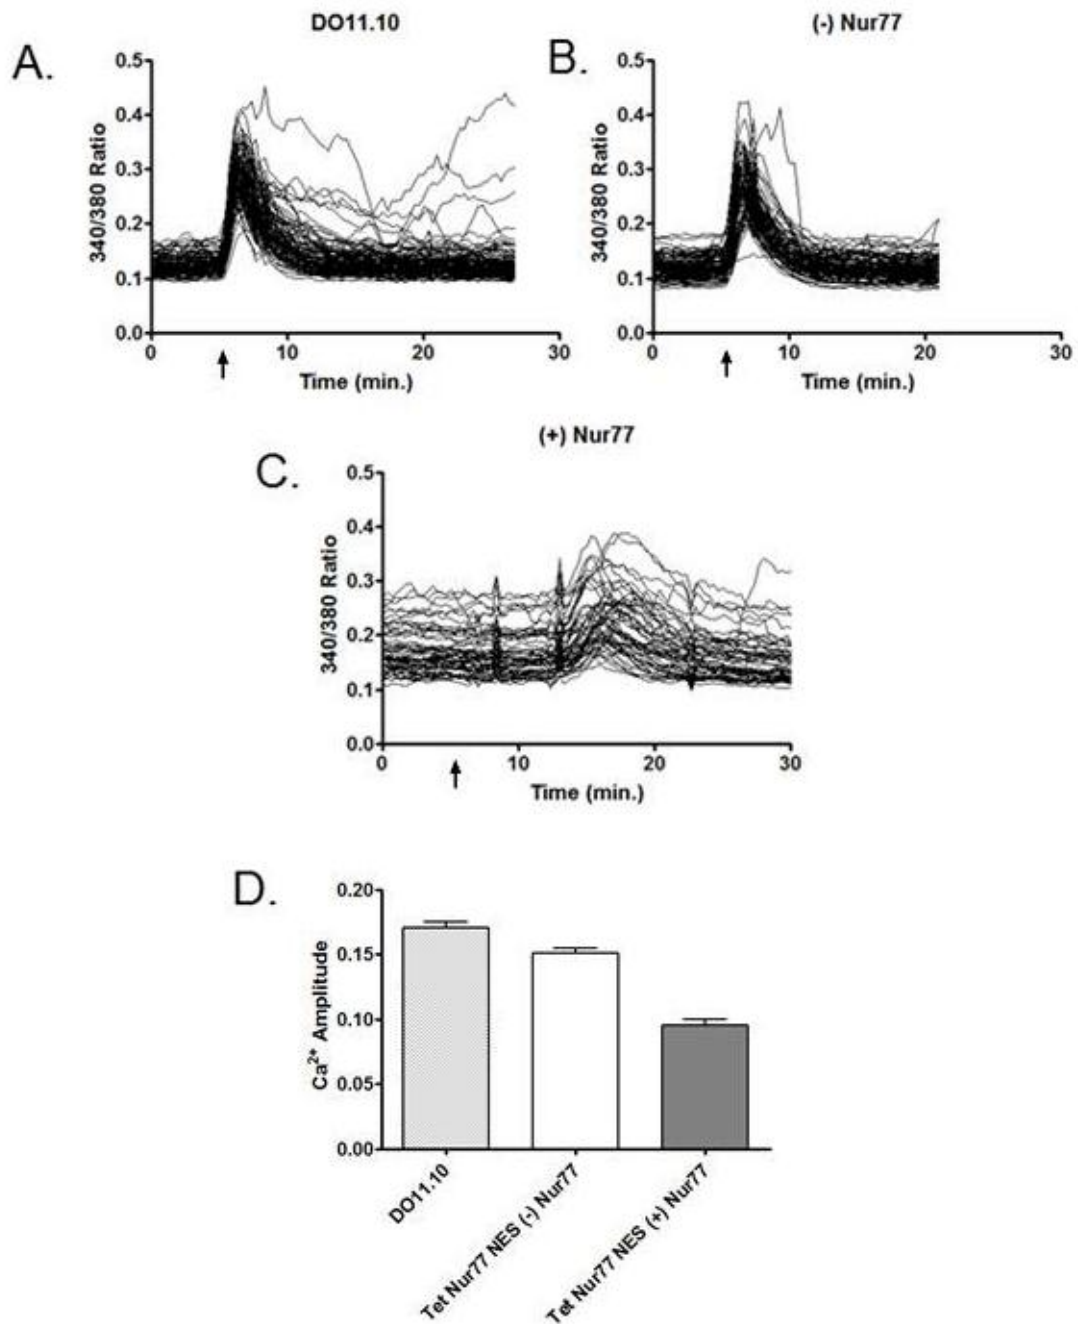 DO11.10
A.
0.5
0.4
0.3
0.2
0.1
0.0
340/380 Ratio
0 10 20 30
Time (min.)
(-) Nur77
B.
0.5
0.4
0.3
0.2
0.1
0.0
340/380 Ratio
0 10 20 30
Time (min.)
(+) Nur77
C.
0.5
0.4
0.3
0.2
0.1
0.0
340/380 Ratio
0 10 20 30
Time (min.)
D.
0.20
0.15
0.10
0.05
0.00
Ca²⁺ Amplitude
DO11.10
Tet Nur77 NES (-) Nur77
Tet Nur77 NES (+) Nur77